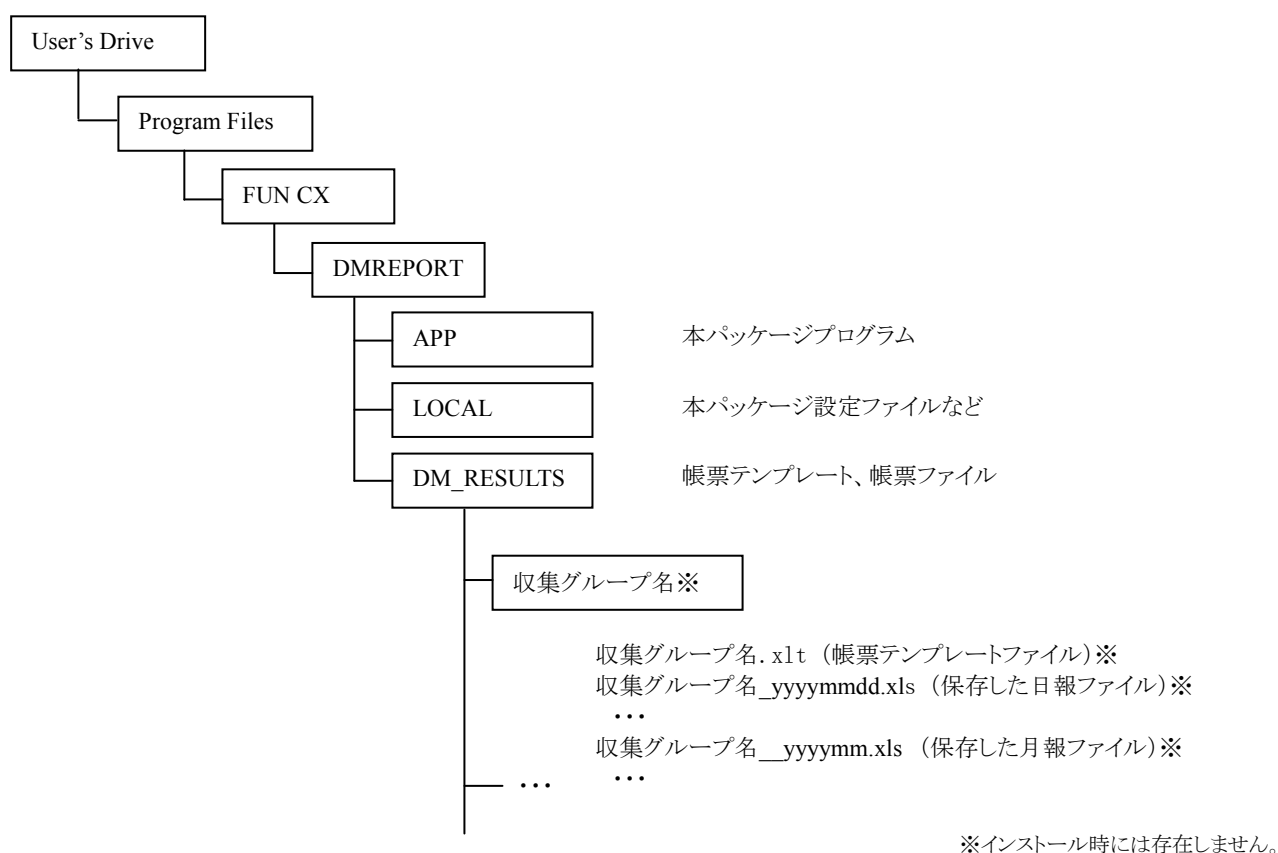 User’s Drive
Program Files
FUN CX
DMREPORT
APP 本パッケージプログラム
LOCAL 本パッケージ設定ファイルなど
DM_RESULTS 帳票テンプレート、帳票ファイル
収集グループ名※
収集グループ名.xlt (帳票テンプレートファイル)※
収集グループ名_yyyymmdd.xls (保存した日報ファイル)※
・・・
収集グループ名__yyyymm.xls (保存した月報ファイル)※
・・・
・・・
※インストール時には存在しません。